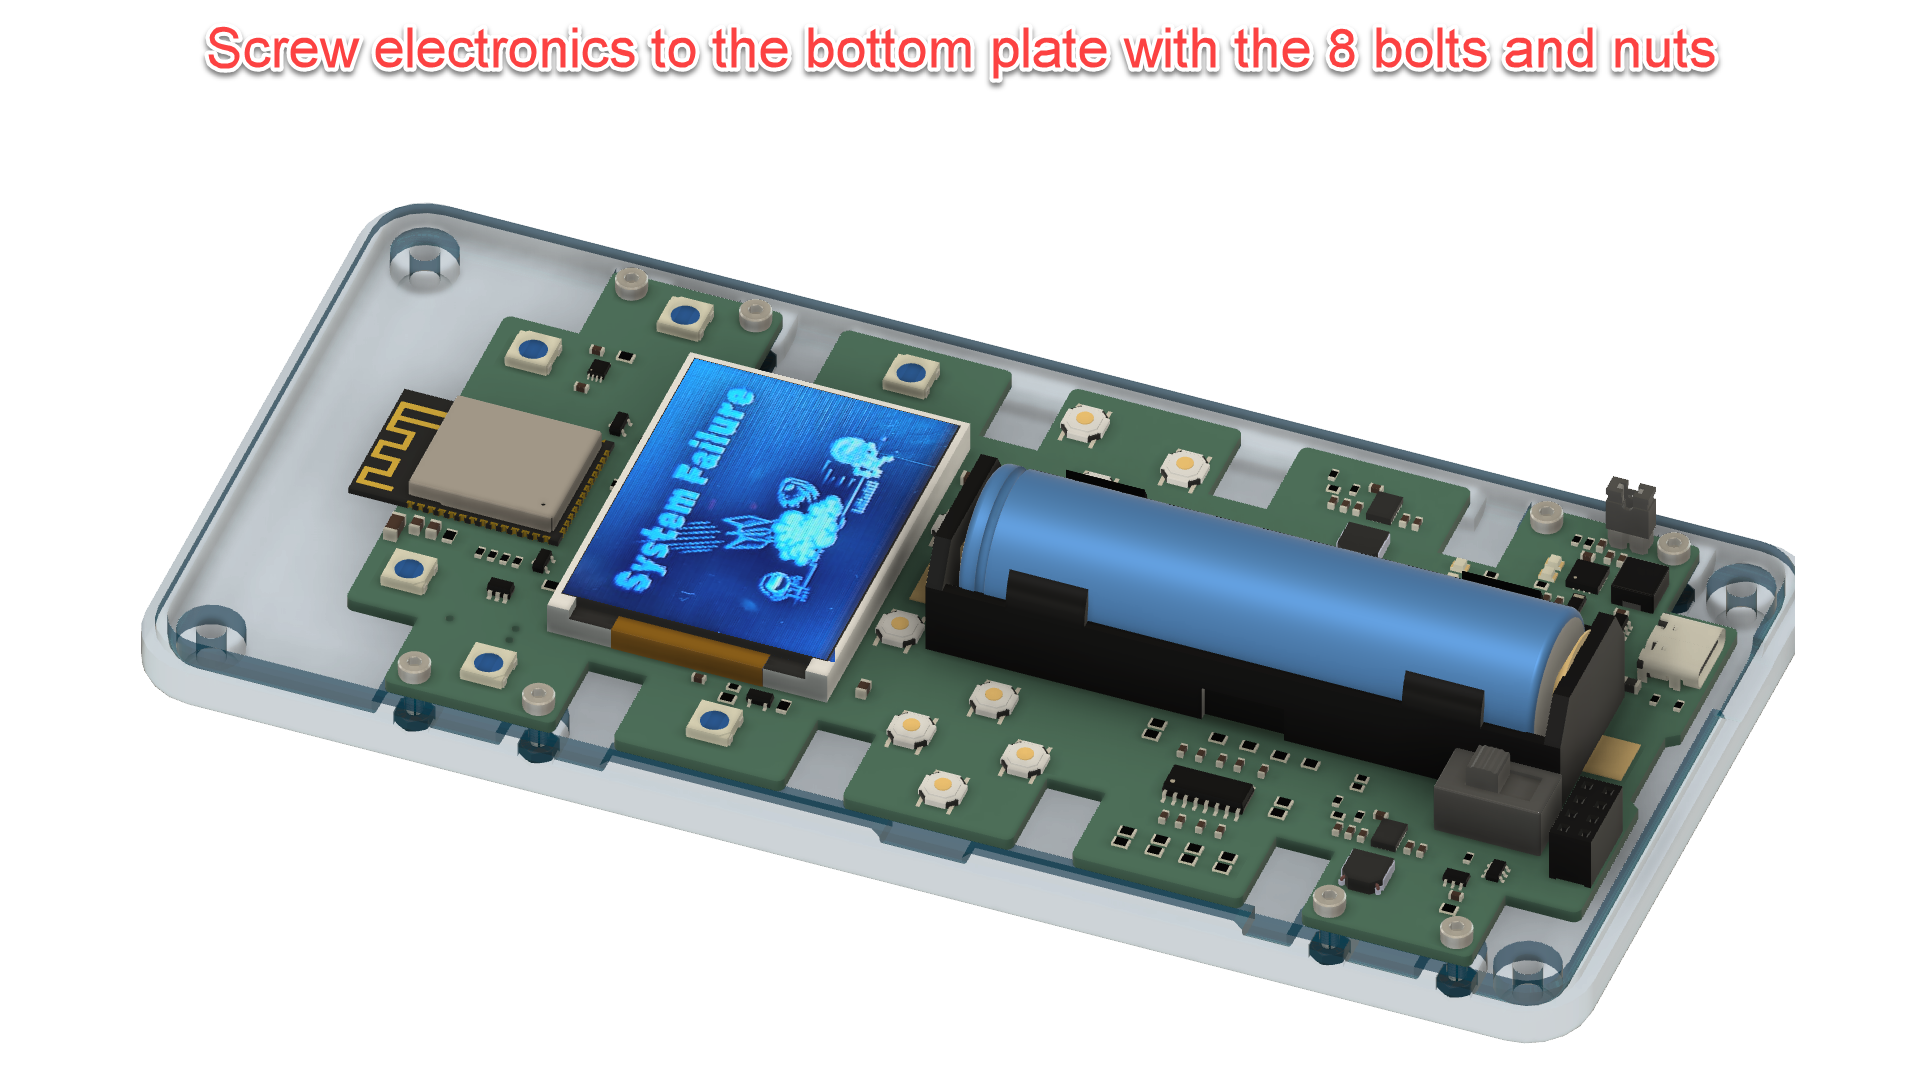 Screw electronics to the bottom plate with the 8 bolts and nuts
System Failure